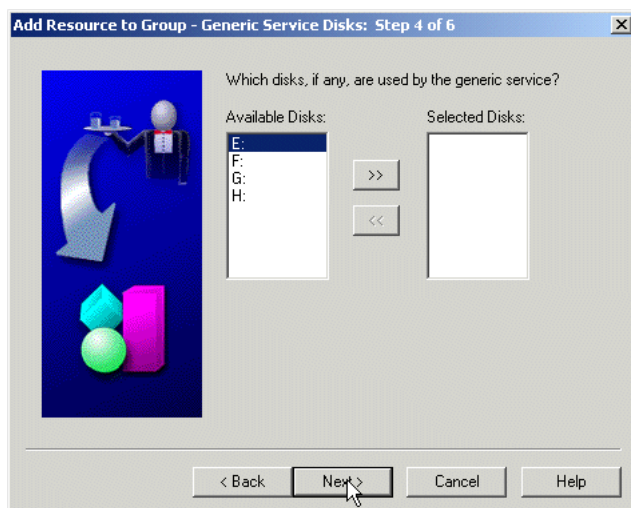 Add Resource to Group - Generic Service Disks: Step 4 of 6
Which disks, if any, are used by the generic service?
Available Disks:
Selected Disks:
E:
F:
G:
H:
>>
<<
< Back
Next >
Cancel
Help